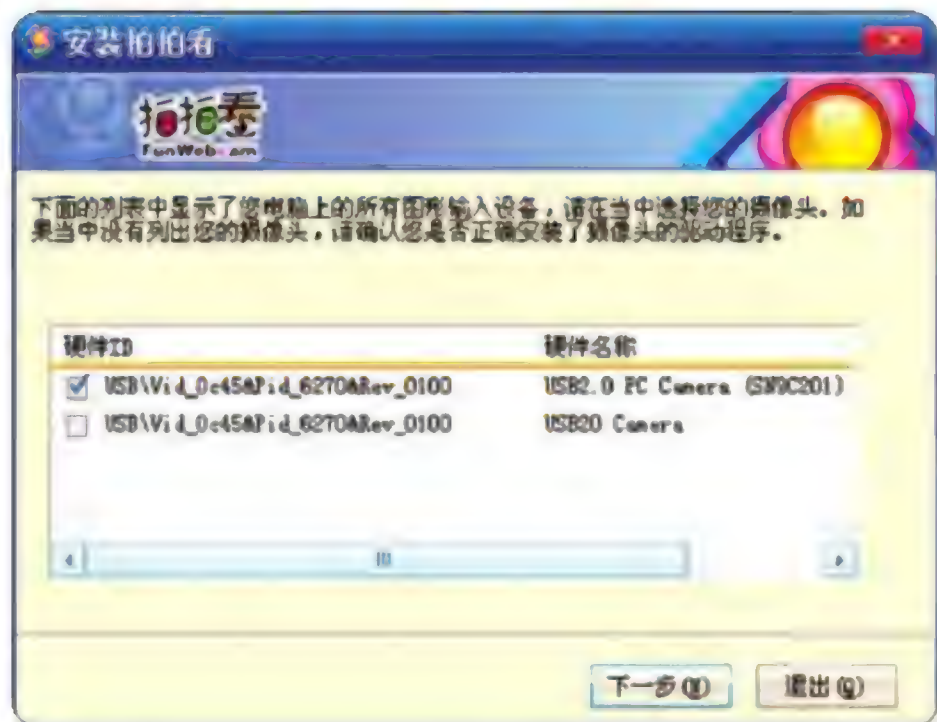 安装拍拍看
拍拍看
FunWebcam
下面的列表中显示了您电脑上的所有图形输入设备，请在当中选择您的摄像头。如
果当中没有列出您的摄像头，请确认您是否正确安装了摄像头的驱动程序。
硬件ID 硬件名称
USB\Vid_0c45&Pid_6270&Rev_0100 USB2.0 PC Camera (SN9C201)
USB\Vid_0c45&Pid_6270&Rev_0100 USB20 Camera
下一步(N) 退出(Q)